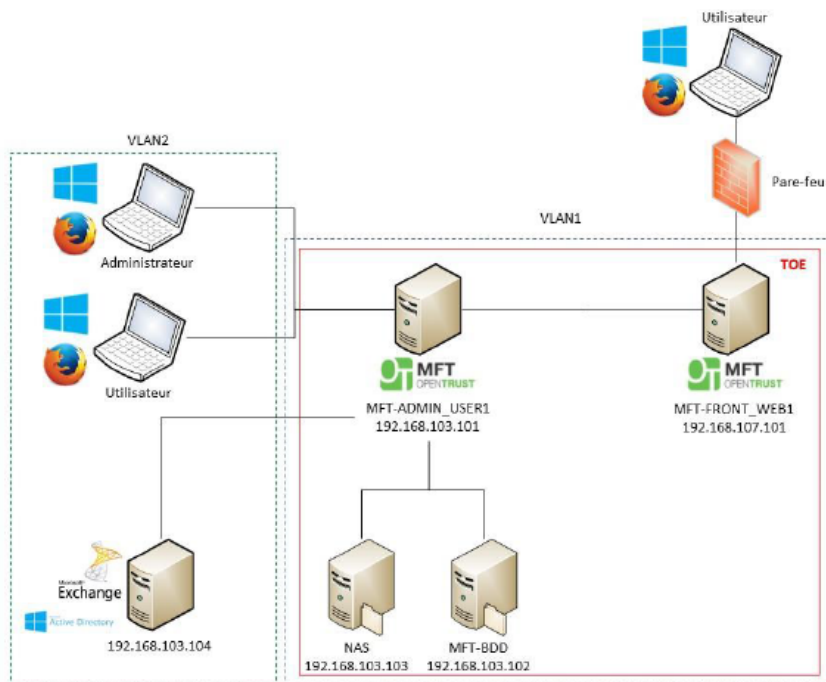 Utilisateur
Pare-feu
VLAN2
VLAN1
Administrateur
Utilisateur
TOE
MFT
OPENTRUST
MFT-ADMIN_USER1
192.168.103.101
MFT
OPENTRUST
MFT-FRONT_WEB1
192.168.107.101
Exchange
Active Directory
192.168.103.104
NAS
192.168.103.103
MFT-BDD
192.168.103.102